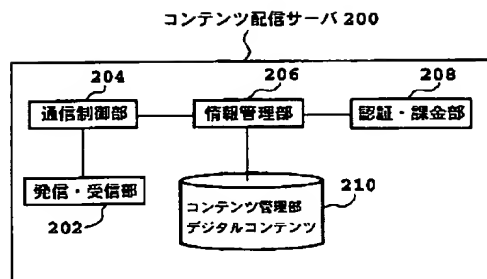 コンテンツ配信サーバ 200
204
206
208
通信制御部
情報管理部
認証・課金部
発信・受信部
202
210
コンテンツ管理部
デジタルコンテンツ